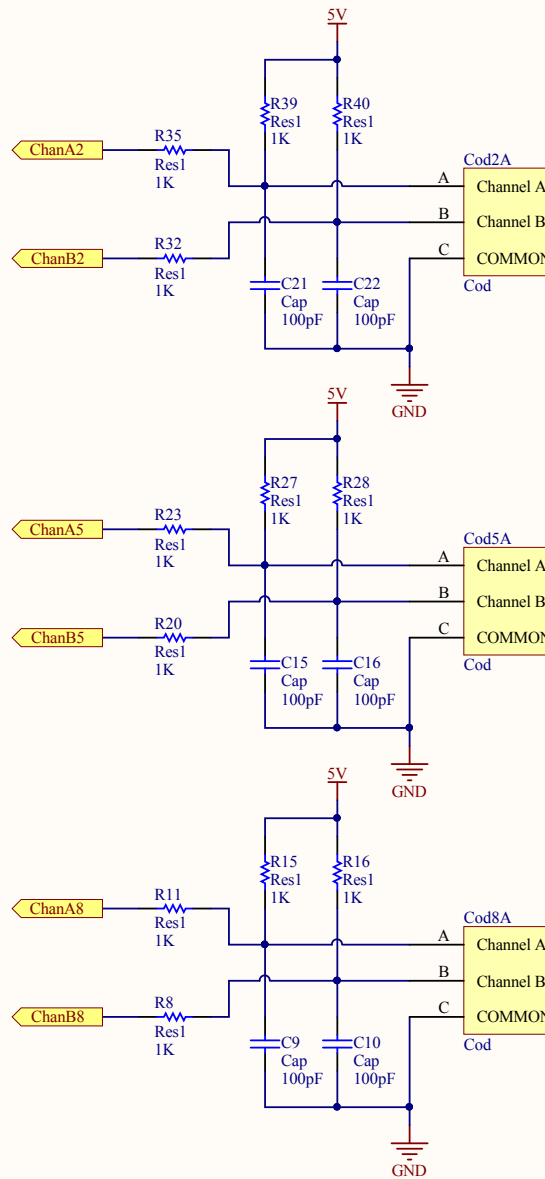 5V
R39
Res1
1K
R40
Res1
1K
ChanA2
R35
Res1
1K
Cod2A
A
Channel A
B
Channel B
ChanB2
R32
Res1
1K
C
COMMON
Cod
C21
Cap
100pF
C22
Cap
100pF
GND
5V
R27
Res1
1K
R28
Res1
1K
ChanA5
R23
Res1
1K
Cod5A
A
Channel A
B
Channel B
ChanB5
R20
Res1
1K
C
COMMON
Cod
C15
Cap
100pF
C16
Cap
100pF
GND
5V
R15
Res1
1K
R16
Res1
1K
ChanA8
R11
Res1
1K
Cod8A
A
Channel A
B
Channel B
ChanB8
R8
Res1
1K
C
COMMON
Cod
C9
Cap
100pF
C10
Cap
100pF
GND